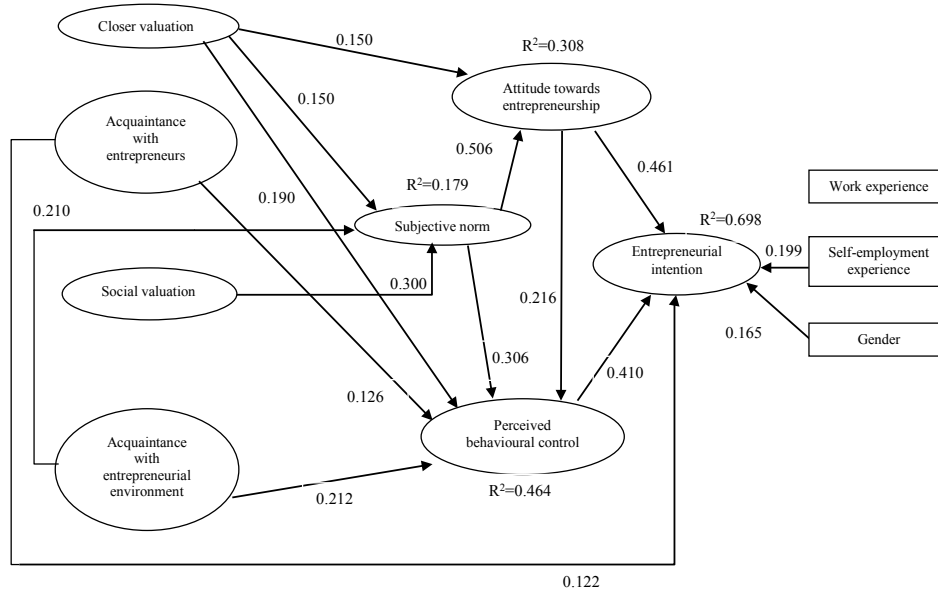 Closer valuation
0.150
R²=0.308
Attitude towards
entrepreneurship
0.150
Acquaintance
with
entrepreneurs
0.506
0.461
R²=0.179
Work experience
0.210
0.190
Subjective norm
R²=0.698
Entrepreneurial
intention
0.199
Self-employment
experience
Social valuation
0.300
0.216
0.165
Gender
0.306
0.410
0.126
Perceived
behavioural control
Acquaintance
with
entrepreneurial
environment
0.212
R²=0.464
0.122